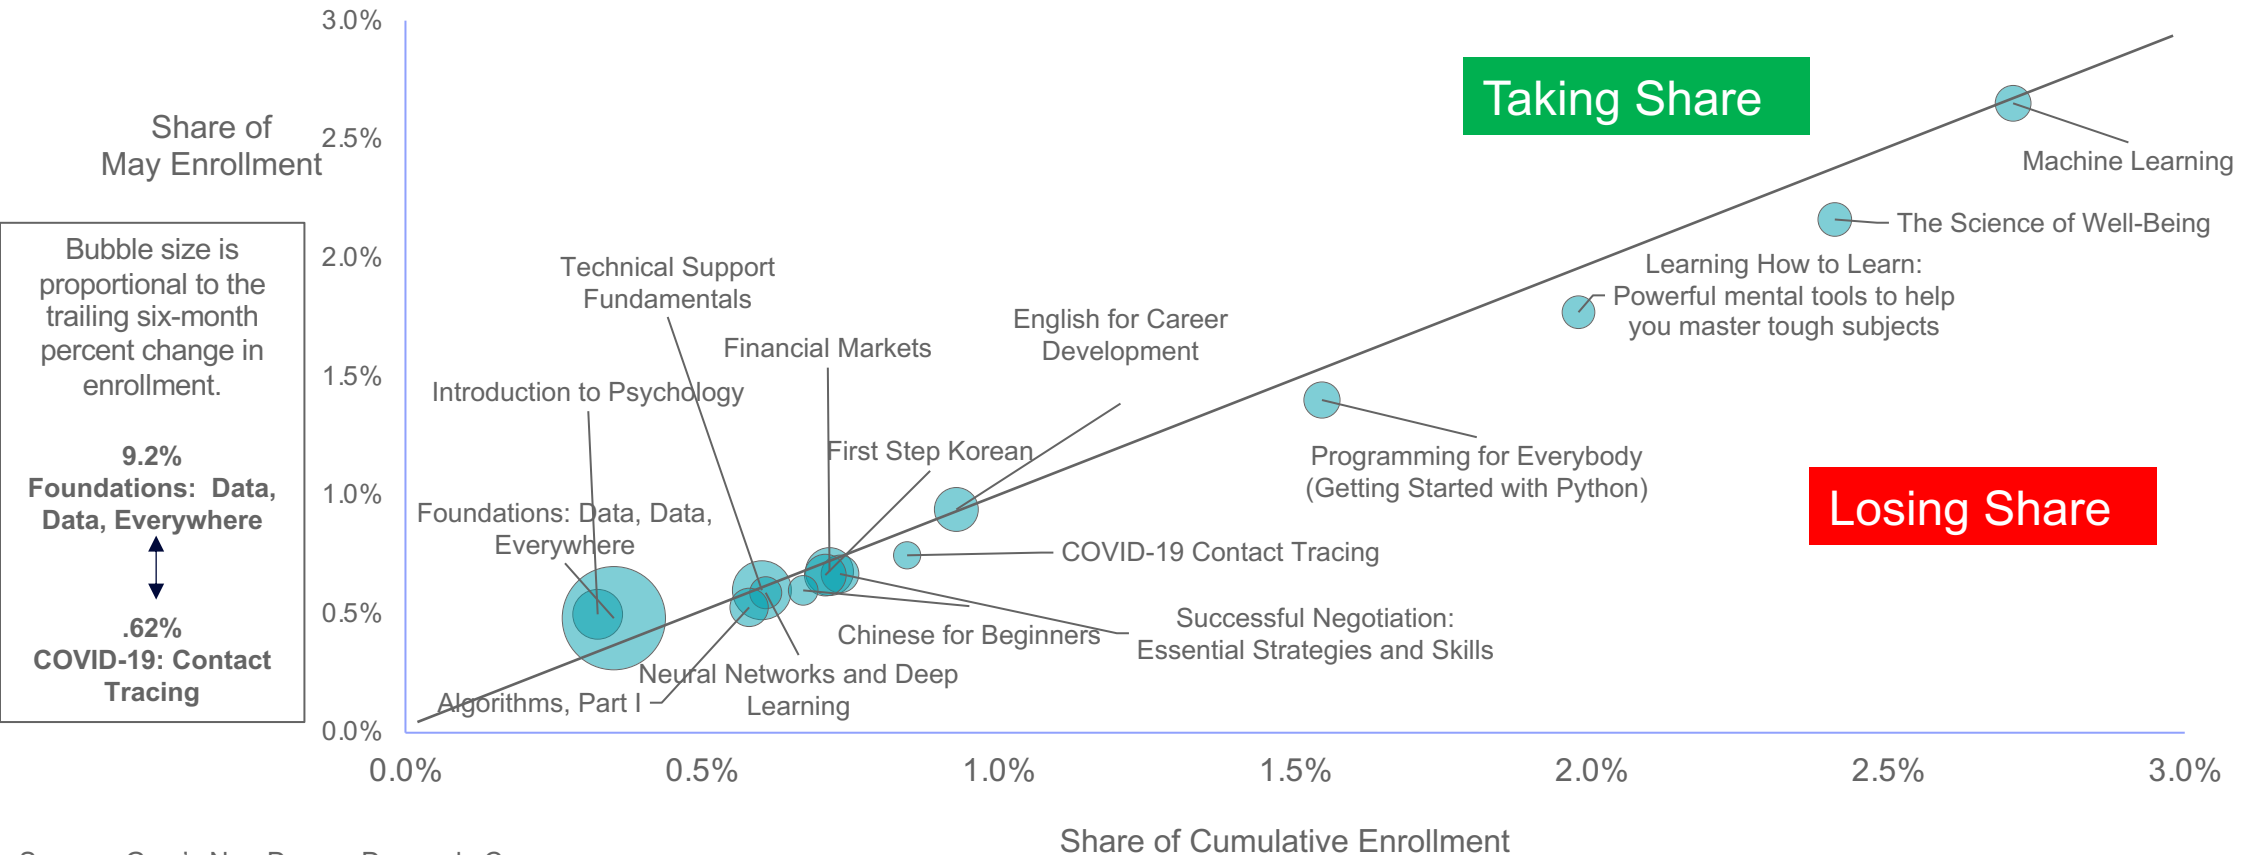 3.0%
Taking Share
Share of
May Enrollment
2.5%
Machine Learning
The Science of Well-Being
Bubble size is
proportional to the
trailing six-month
percent change in
enrollment.
9.2%
Foundations:  Data,
Data, Everywhere
.62%
COVID-19: Contact
Tracing
2.0%
Technical Support
Fundamentals
Learning How to Learn:
Powerful mental tools to help
you master tough subjects
English for Career
Development
Financial Markets
1.5%
Introduction to Psychology
First Step Korean
Programming for Everybody
(Getting Started with Python)
1.0%
Losing Share
Foundations: Data, Data,
Everywhere
COVID-19 Contact Tracing
0.5%
Successful Negotiation:
Essential Strategies and Skills
Chinese for Beginners
Neural Networks and Deep
Learning
Algorithms, Part I
0.0%
0.0%
0.5%
1.0%
1.5%
2.0%
2.5%
3.0%
Share of Cumulative Enrollment